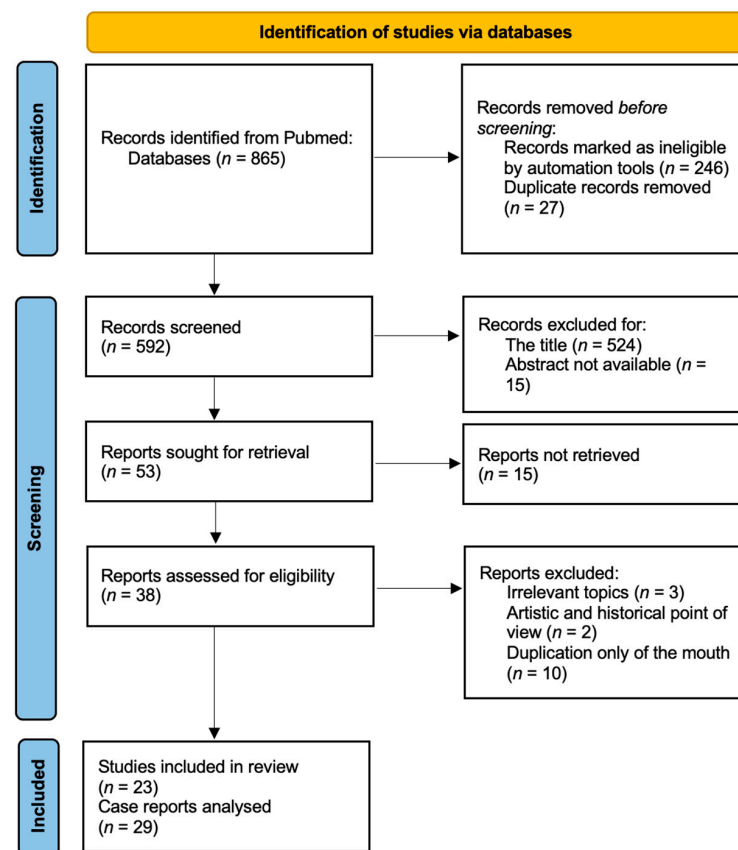 Identification of studies via databases
Identification
Records identified from Pubmed:
Databases (n = 865)
Records removed before
screening:
Records marked as ineligible
by automation tools (n = 246)
Duplicate records removed
(n = 27)
Screening
Records screened
(n = 592)
Records excluded for:
The title (n = 524)
Abstract not available (n =
15)
Reports sought for retrieval
(n = 53)
Reports not retrieved
(n = 15)
Reports assessed for eligibility
(n = 38)
Reports excluded:
Irrelevant topics (n = 3)
Artistic and historical point of
view (n = 2)
Duplication only of the mouth
(n = 10)
Included
Studies included in review
(n = 23)
Case reports analysed
(n = 29)